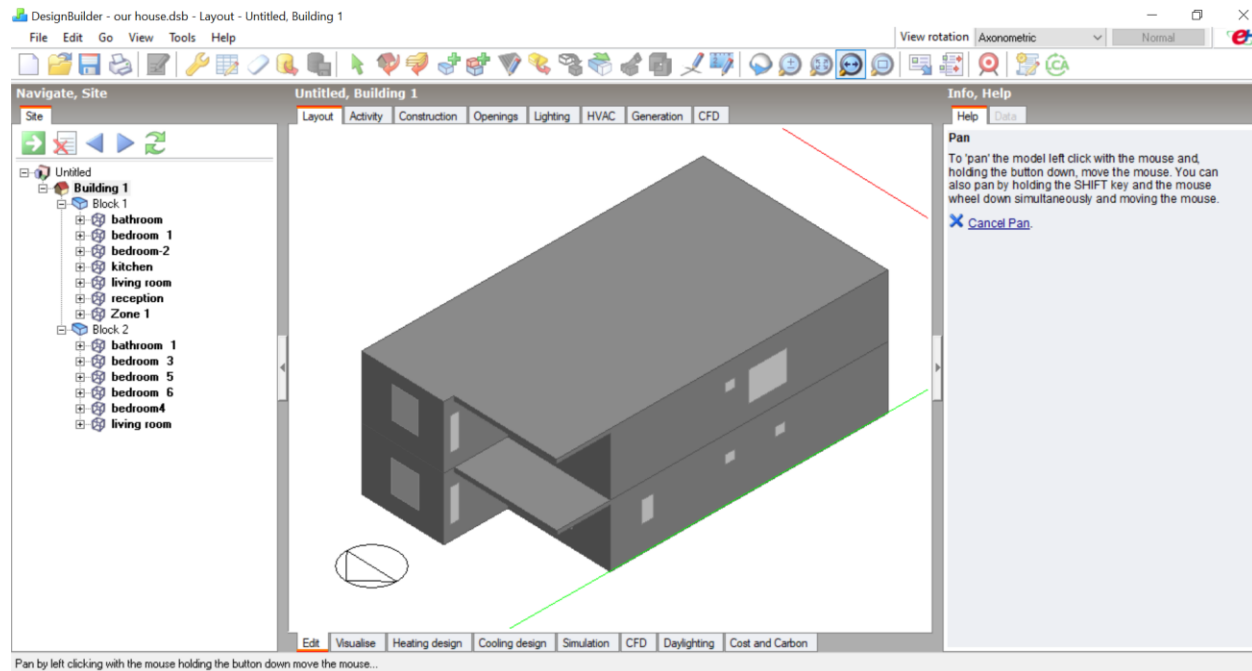 DesignBuilder - our house.dsb - Layout - Untitled, Building 1
File Edit Go View Tools Help
View rotation Axonometric Normal
Navigate, Site
Site
Untitled
Building 1
Block 1
bathroom
bedroom 1
bedroom-2
kitchen
living room
reception
Zone 1
Block 2
bathroom 1
bedroom 3
bedroom 5
bedroom 6
bedroom4
living room
Untitled, Building 1
Layout Activity Construction Openings Lighting HVAC Generation CFD
Edit Visualise Heating design Cooling design Simulation CFD Daylighting Cost and Carbon
Info, Help
Help Data
Pan
To 'pan' the model left click with the mouse and,
holding the button down, move the mouse. You can
also pan by holding the SHIFT key and the mouse
wheel down simultaneously and moving the mouse.
Cancel Pan.
Pan by left clicking with the mouse holding the button down move the mouse...